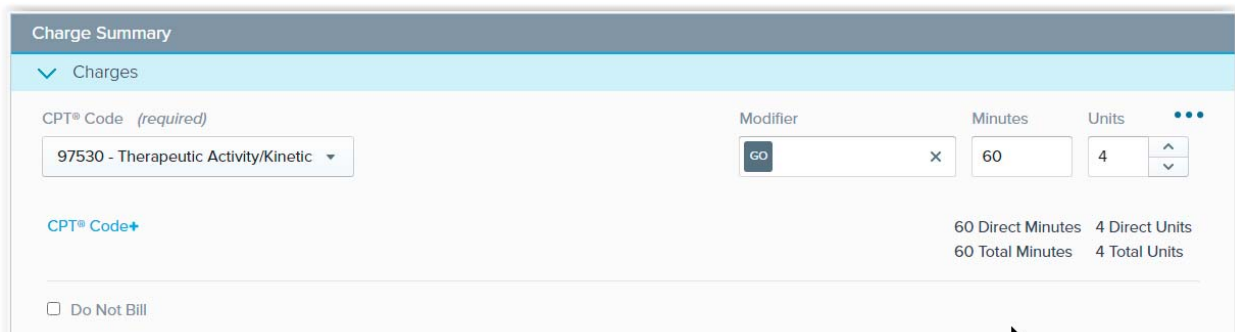 Charge Summary
Charges
CPT® Code (required) Modifier Minutes Units
97530 - Therapeutic Activity/Kinetic GO 60 4
CPT® Code+ 60 Direct Minutes 4 Direct Units
60 Total Minutes 4 Total Units
Do Not Bill